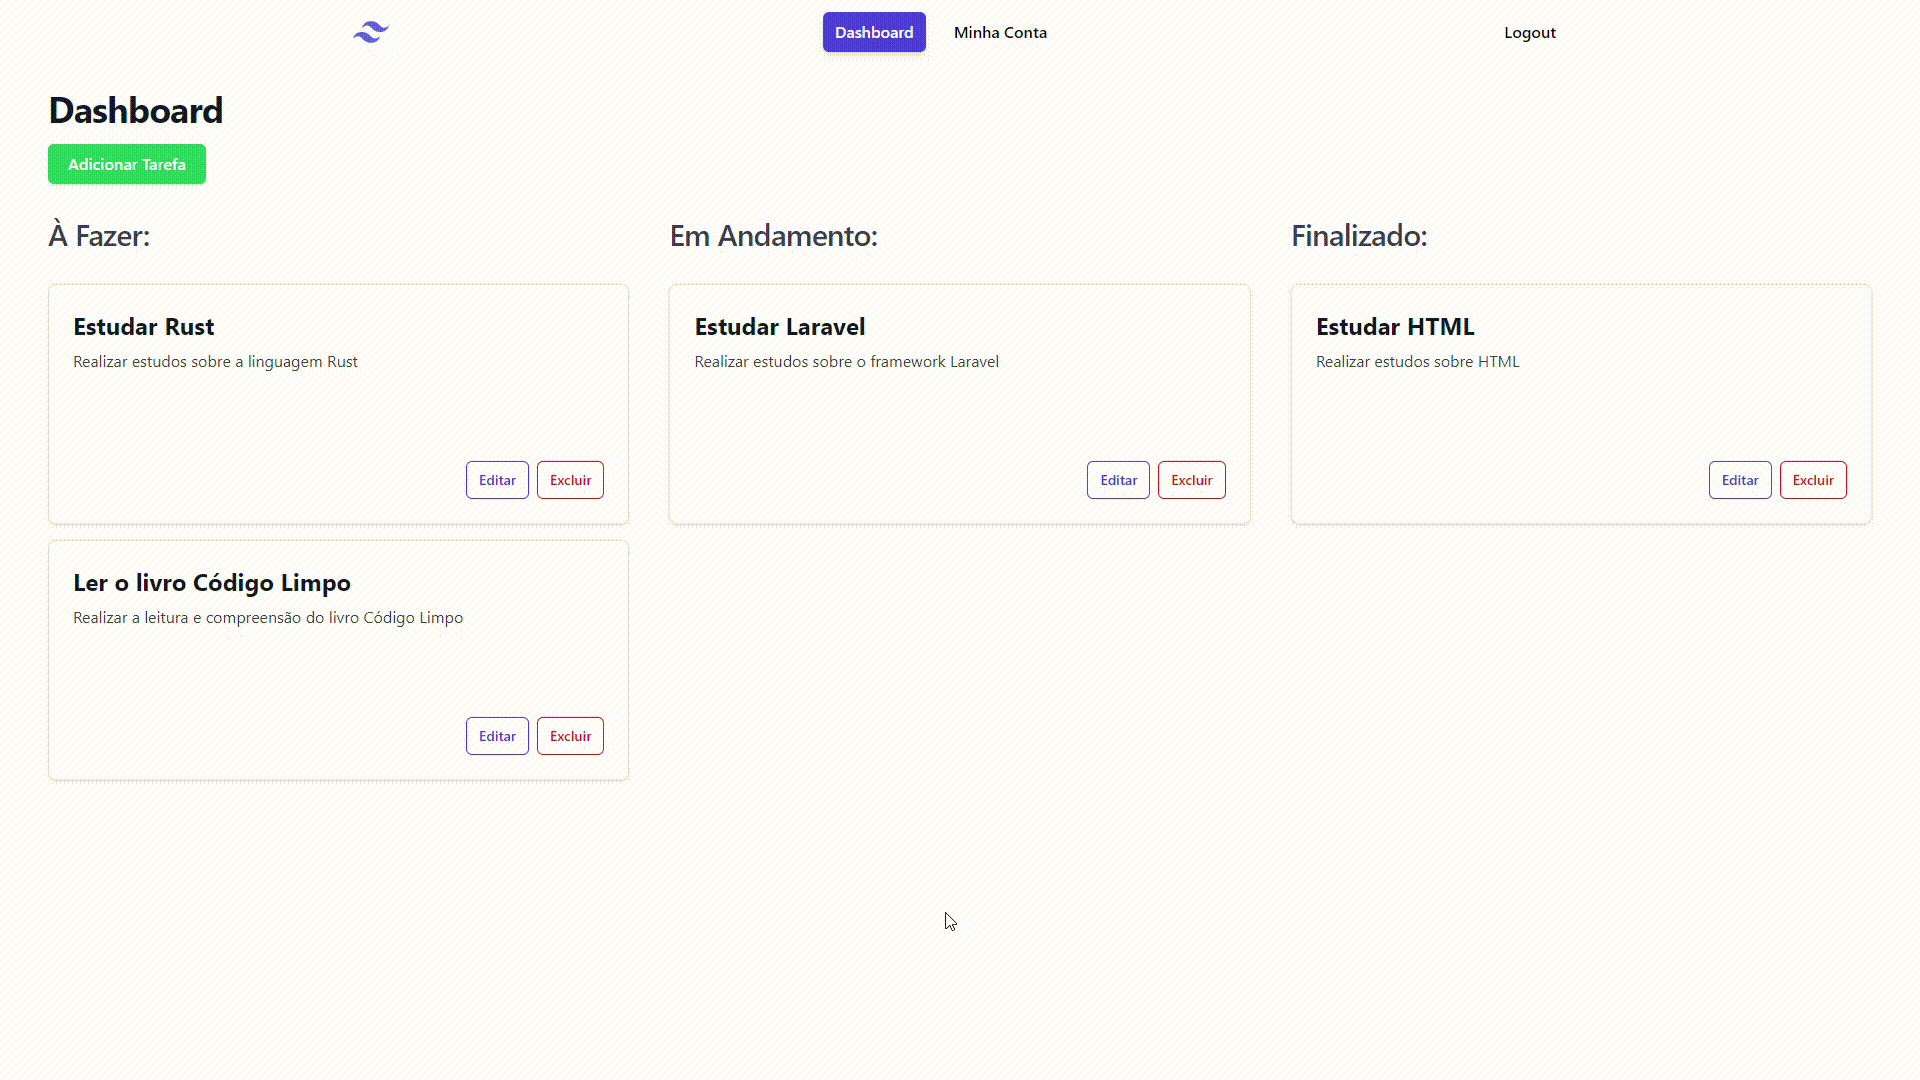 Dashboard
Minha Conta
Logout
Dashboard
Adicionar Tarefa
À Fazer:
Estudar Rust
Realizar estudos sobre a linguagem Rust
Editar
Excluir
Ler o livro Código Limpo
Realizar a leitura e compreensão do livro Código Limpo
Editar
Excluir
Em Andamento:
Estudar Laravel
Realizar estudos sobre o framework Laravel
Editar
Excluir
Finalizado:
Estudar HTML
Realizar estudos sobre HTML
Editar
Excluir